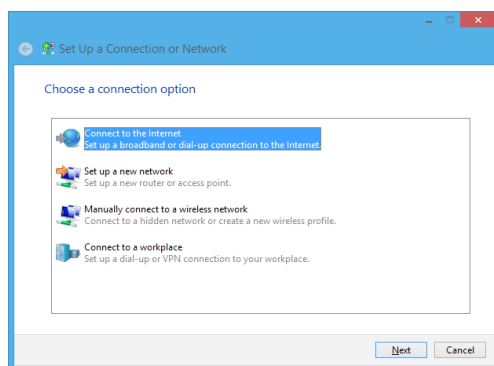 Set Up a Connection or Network
Choose a connection option
Connect to the Internet
Set up a broadband or dial-up connection to the Internet.
Set up a new network
Set up a new router or access point.
Manually connect to a wireless network
Connect to a hidden network or create a new wireless profile.
Connect to a workplace
Set up a dial-up or VPN connection to your workplace.
Next Cancel